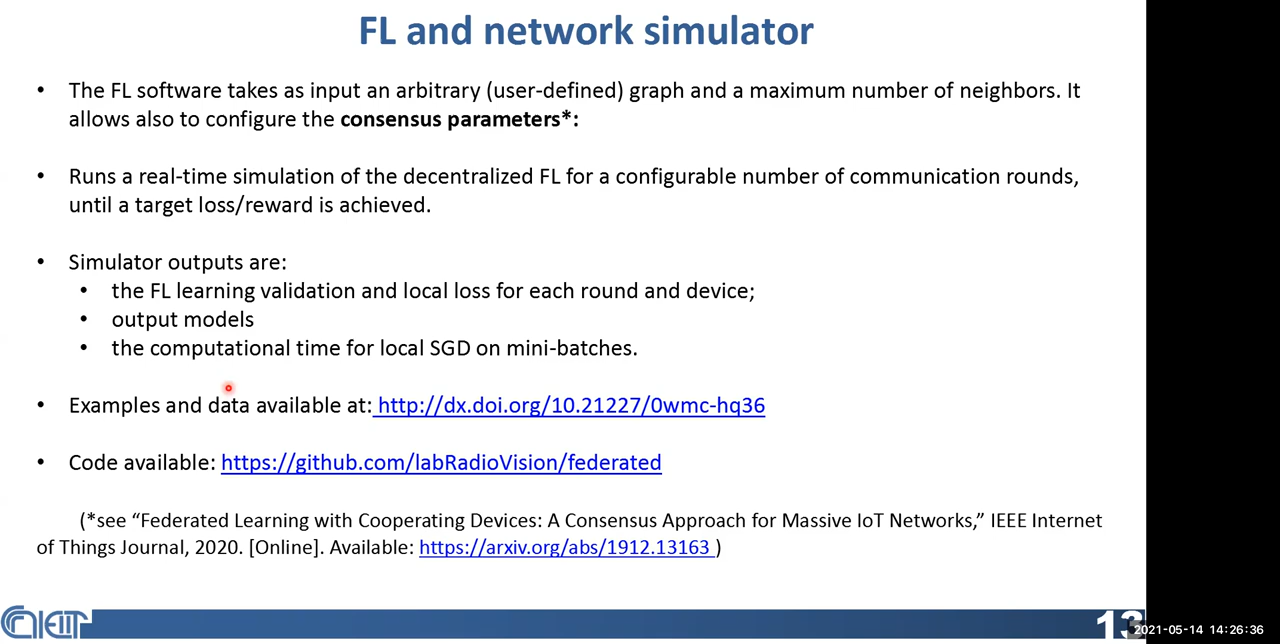 FL and network simulator
• The FL software takes as input an arbitrary (user-defined) graph and a maximum number of neighbors. It
allows also to configure the consensus parameters*:
• Runs a real-time simulation of the decentralized FL for a configurable number of communication rounds,
until a target loss/reward is achieved.
• Simulator outputs are:
• the FL learning validation and local loss for each round and device;
• output models
• the computational time for local SGD on mini-batches.
• Examples and data available at: http://dx.doi.org/10.21227/0wmc-hq36
• Code available: https://github.com/labRadioVision/federated
(*see “Federated Learning with Cooperating Devices: A Consensus Approach for Massive IoT Networks,” IEEE Internet
of Things Journal, 2020. [Online]. Available: https://arxiv.org/abs/1912.13163 )
13
2021-05-14 14:26:36